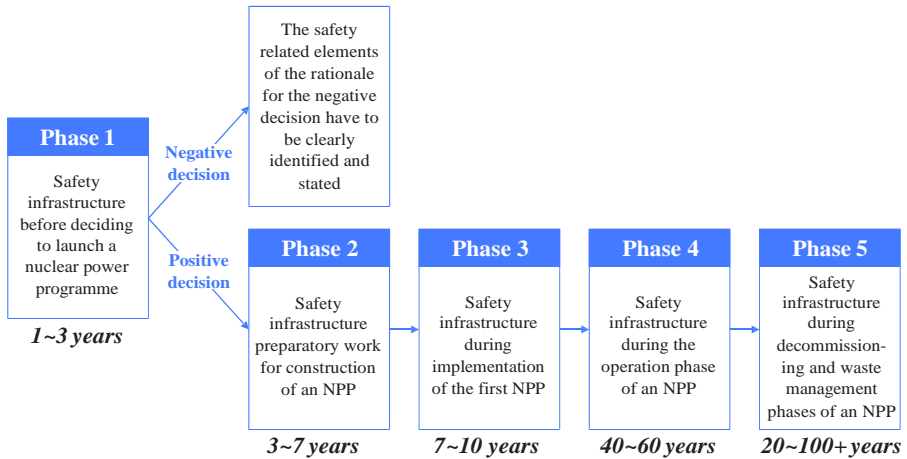 Phase 1
Safety
infrastructure
before deciding
to launch a
nuclear power
programme
1~3 years
Negative
decision
The safety
related elements
of the rationale
for the negative
decision have to
be clearly
identified and
stated
Positive
decision
Phase 2
Safety
infrastructure
preparatory work
for construction
of an NPP
3~7 years
Phase 3
Safety
infrastructure
during
implementation
of the first NPP
7~10 years
Phase 4
Safety
infrastructure
during the
operation phase
of an NPP
40~60 years
Phase 5
Safety
infrastructure
during
decommission-
ing and waste
management
phases of an NPP
20~100+ years